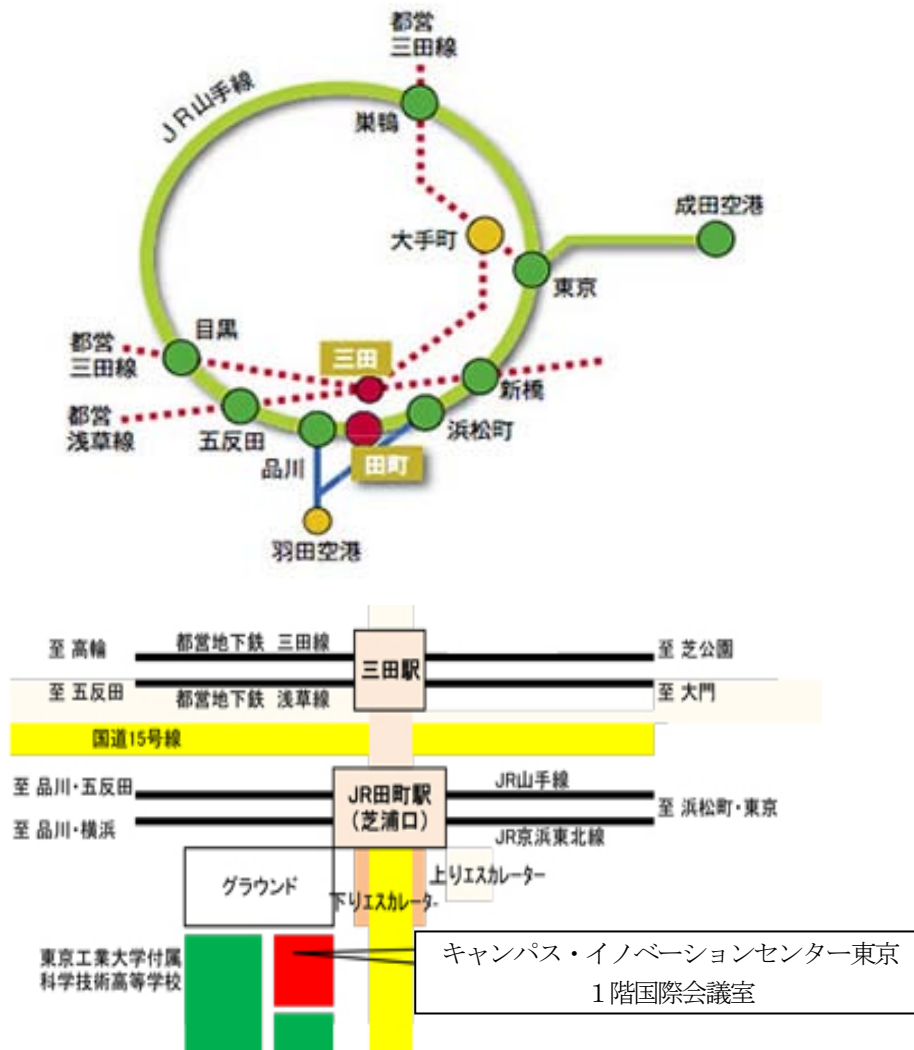 都営
三田線
JR山手線
巣鴨
成田空港
大手町
東京
目黒
都営
三田線
三田
新橋
都営
浅草線
五反田
浜松町
品川
田町
羽田空港
至 高輪
都営地下鉄 三田線
三田駅
至 芝公園
至 五反田
都営地下鉄 浅草線
至 大門
国道15号線
至 品川・五反田
JR田町駅
(芝浦口)
JR山手線
至 浜松町・東京
至 品川・横浜
JR京浜東北線
グラウンド
上りエスカレーター
下りエスカレーター
東京工業大学付属
科学技術高等学校
キャンパス・イノベーションセンター東京
1階国際会議室